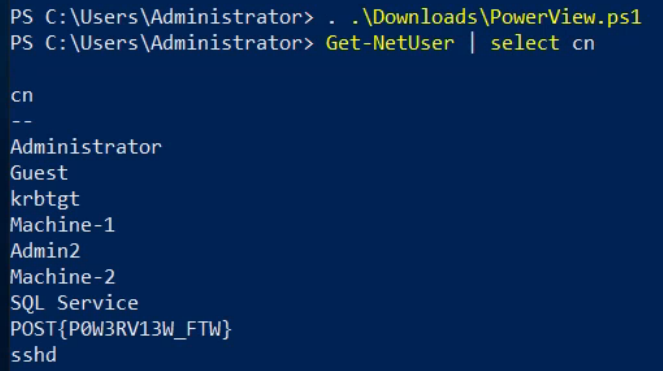 PS C:\Users\Administrator> . .\Downloads\PowerView.ps1
PS C:\Users\Administrator> Get-NetUser | select cn
cn
--
Administrator
Guest
krbtgt
Machine-1
Admin2
Machine-2
SQL Service
POST{P0W3RV13W_FTW}
sshd